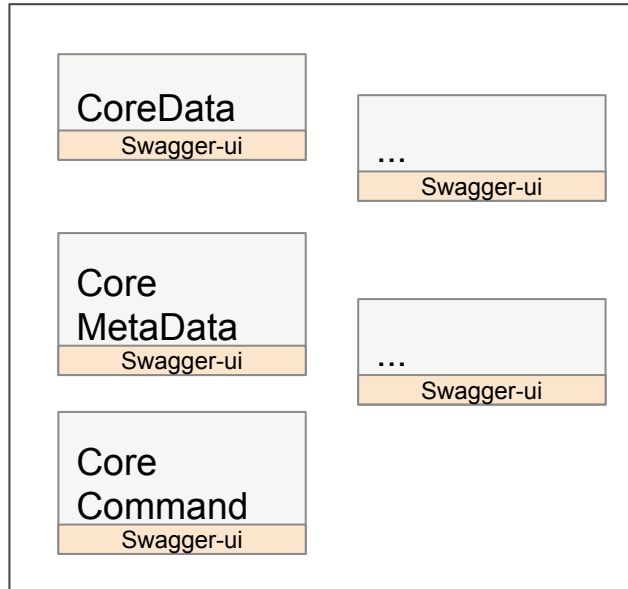 CoreData
Swagger-ui
...
Swagger-ui
Core
MetaData
Swagger-ui
...
Swagger-ui
Core
Command
Swagger-ui